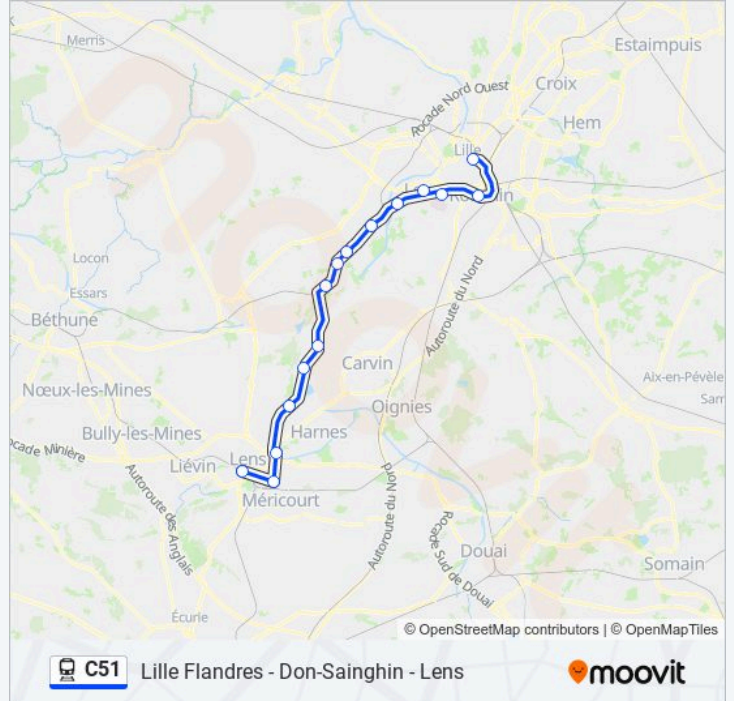 Merris
Estaimpuis
Croix
Rocade Nord Ouest
Hem
Lille
Locon
Essars
Béthune
Autoroute du Nord
Carvin
Aix-en-Pévèle
Nœux-les-Mines
Oignies
Sam
Bully-les-Mines
Harnes
ocade Minière
Liévin
Lens
Méricourt
Autoroute du Nord
Autoroute des Anglais
Rocade Sud de Douai
Douai
Somain
Écurie
© OpenStreetMap contributors | © OpenMapTiles
C51
Lille Flandres - Don-Sainghin - Lens
moovit